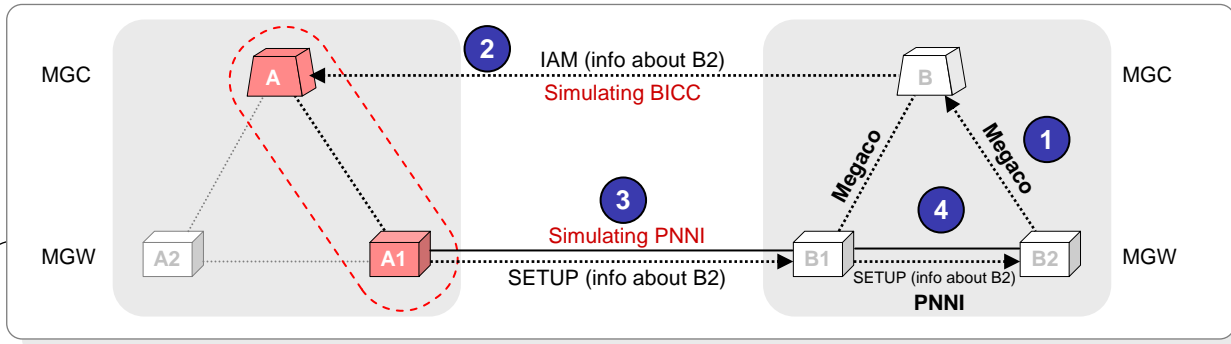 2
IAM (info about B2)
Simulating BICC
MGC
A
B
MGC
Megaco
Megaco
1
3
4
Simulating PNNI
MGW
A2
A1
SETUP (info about B2)
B1
SETUP (info about B2)
PNNI
B2
MGW